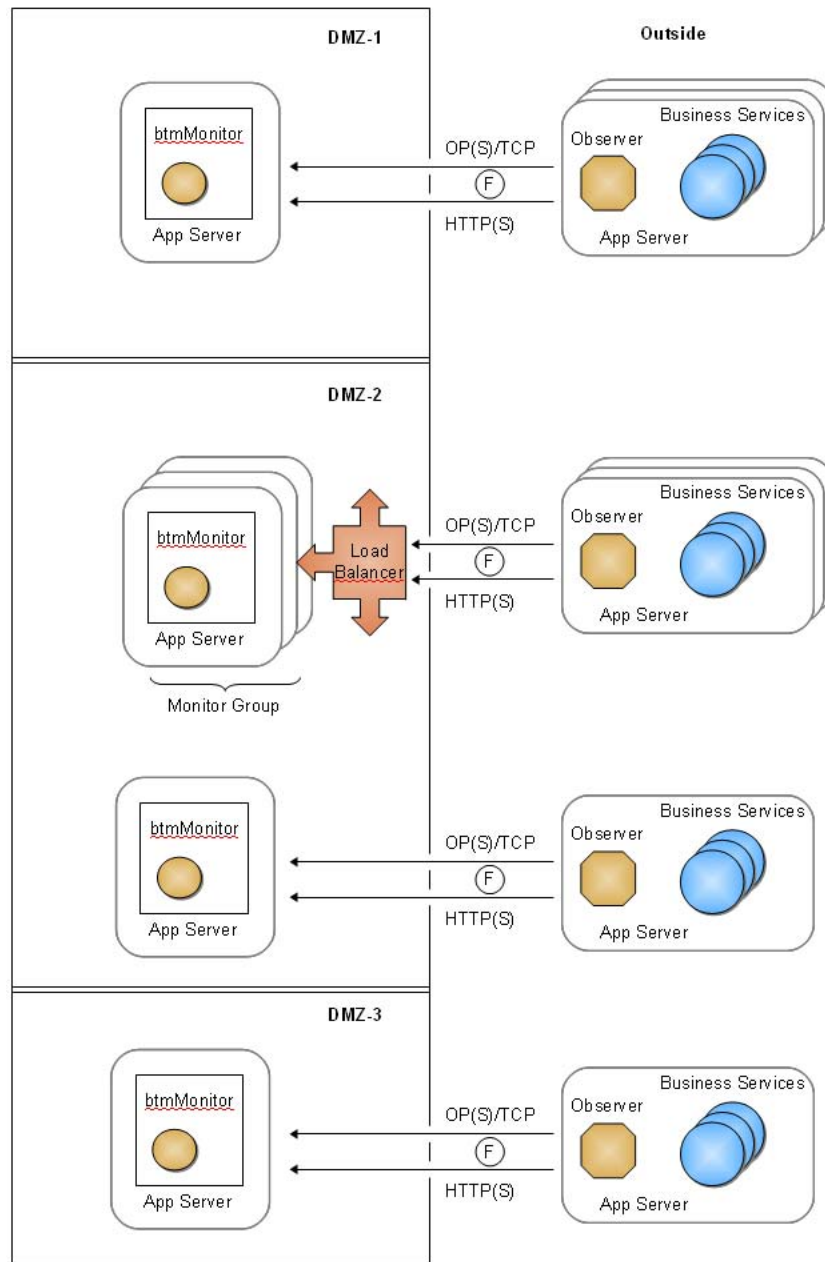 DMZ-1
Outside
btmMonitor
App Server
OP(S)/TCP
F
HTTP(S)
Business Services
Observer
App Server
DMZ-2
btmMonitor
App Server
Monitor Group
Load
Balancer
OP(S)/TCP
F
HTTP(S)
Business Services
Observer
App Server
btmMonitor
App Server
OP(S)/TCP
F
HTTP(S)
Business Services
Observer
App Server
DMZ-3
btmMonitor
App Server
OP(S)/TCP
F
HTTP(S)
Business Services
Observer
App Server